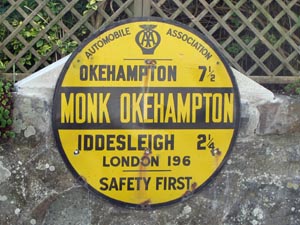 AA
AUTOMOBILE ASSOCIATION
OKEHAMPTON 7½
MONK OKEHAMPTON
IDDESLEIGH 2¼
LONDON 196
SAFETY FIRST